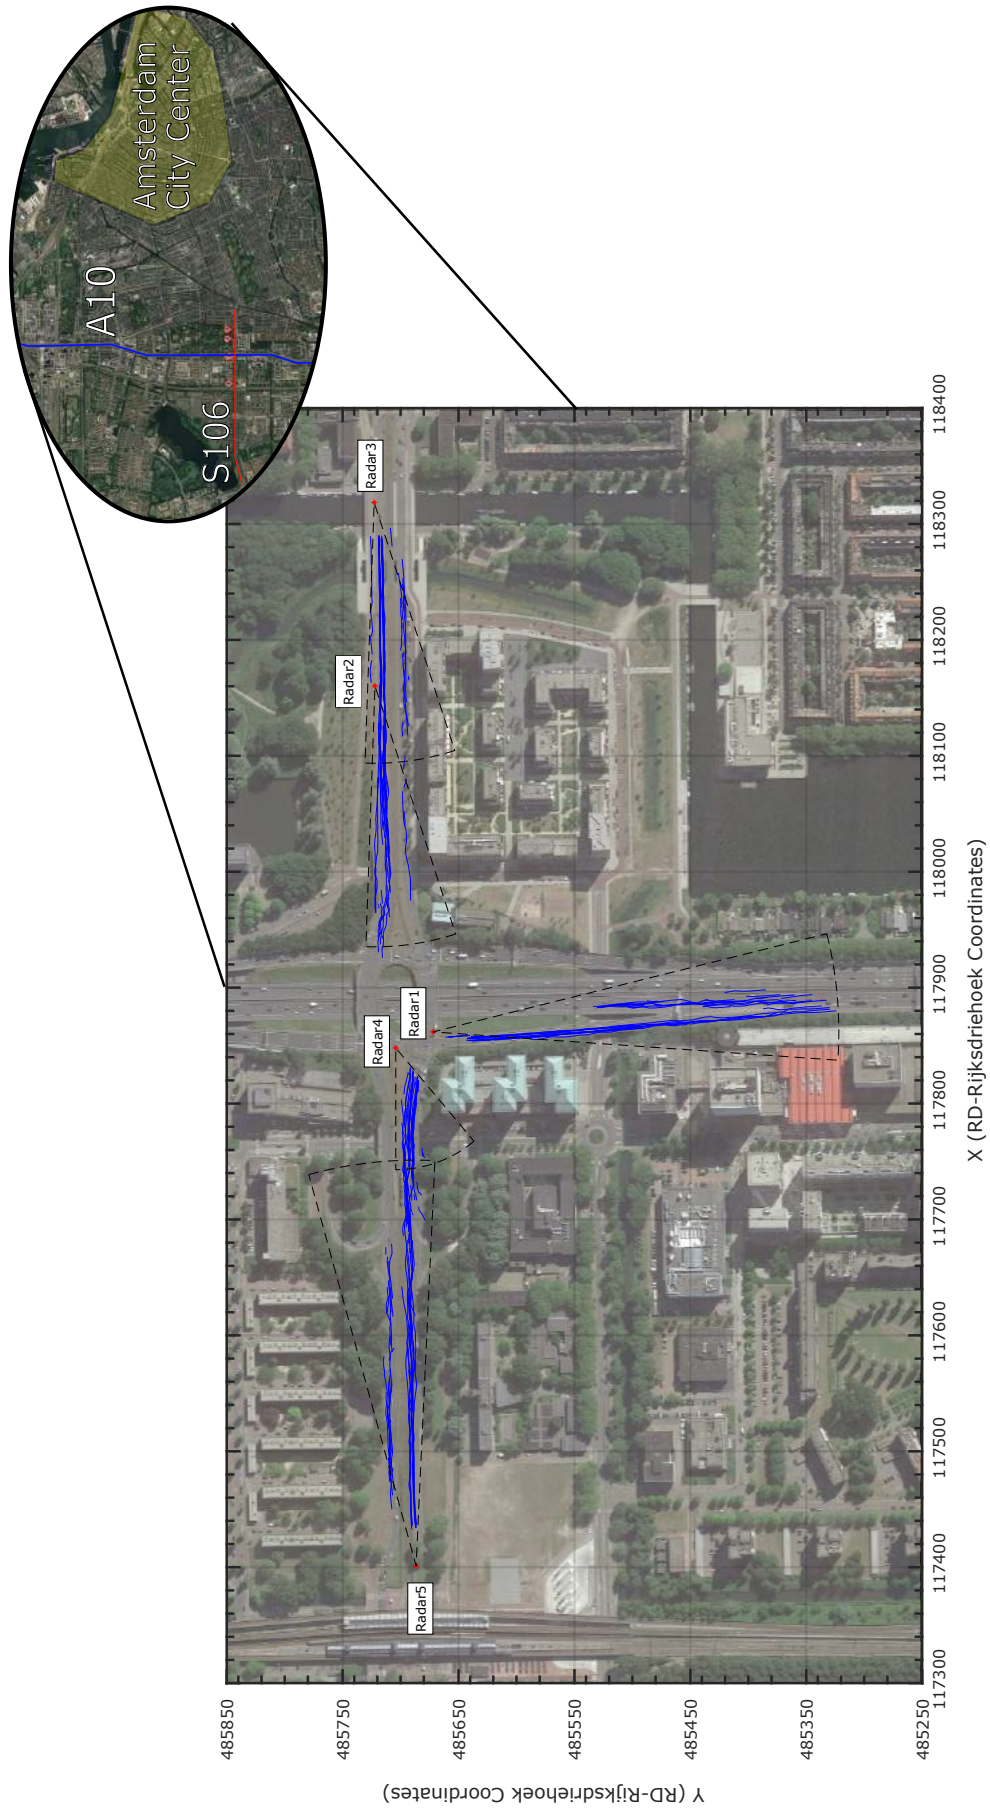 Amsterdam
City Center
A10
S106
Radar3
Radar2
Radar1
Radar4
Radar5
485850
485750
485650
485550
485450
485350
485250
Y (RD-Rijksdriehoek Coordinates)
117300
117400
117500
117600
117700
117800
117900
118000
118100
118200
118300
118400
X (RD-Rijksdriehoek Coordinates)